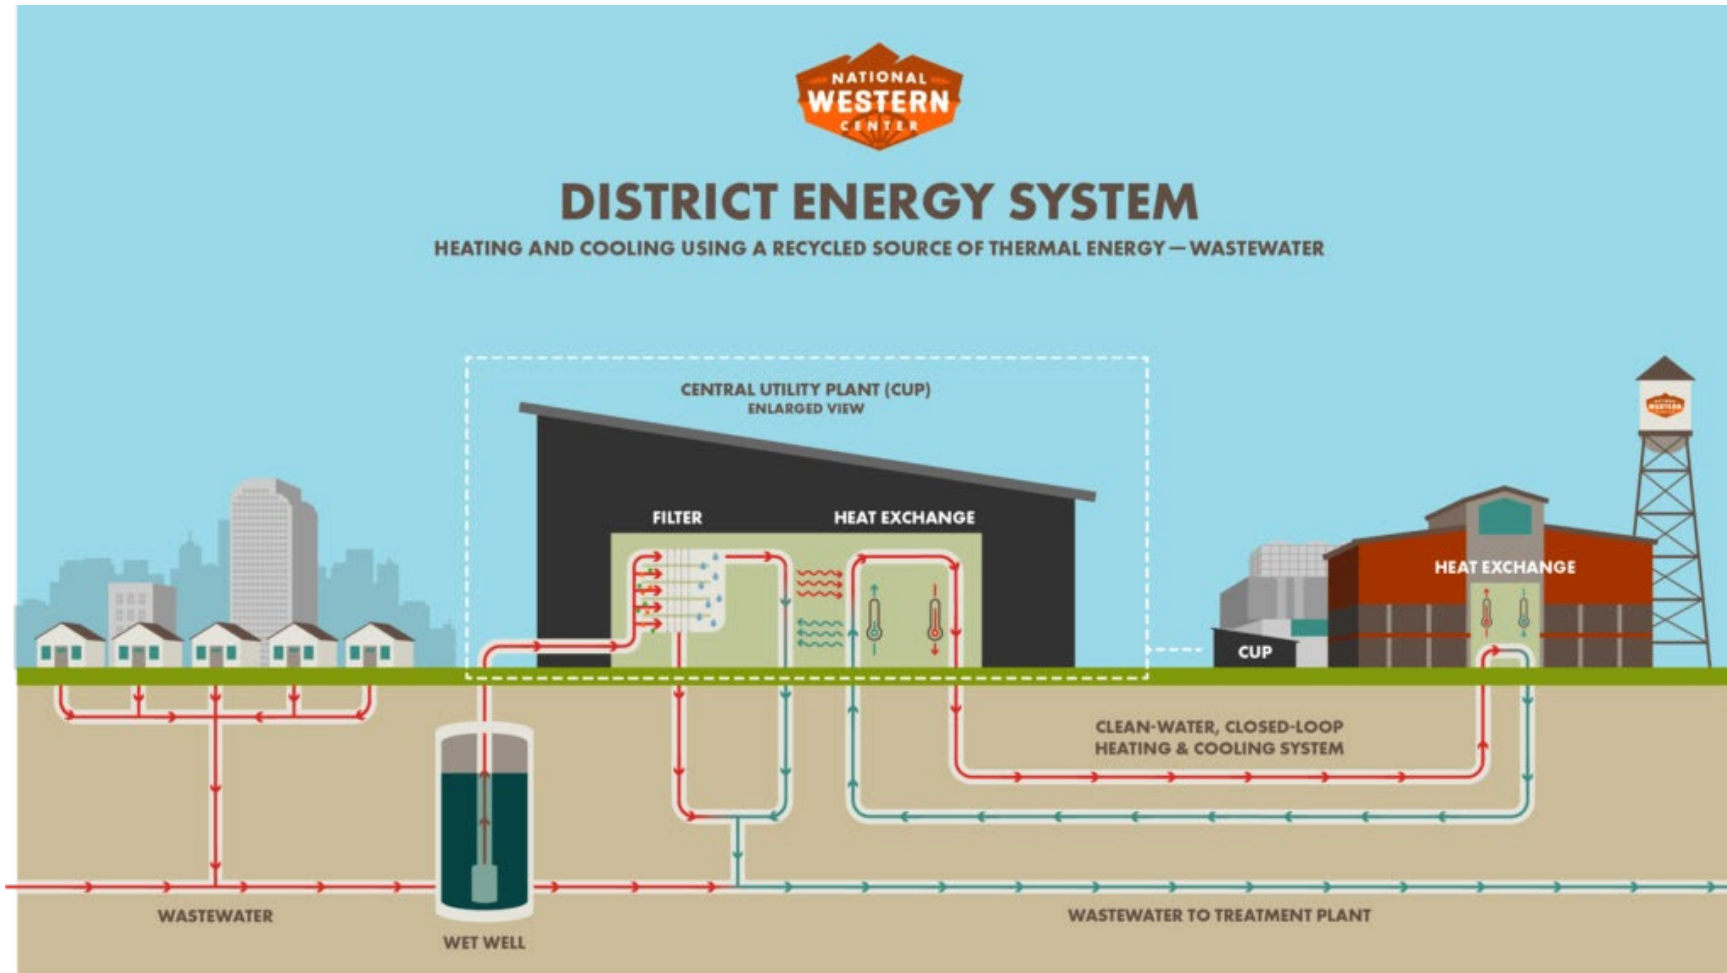 NATIONAL
WESTERN
CENTER
DISTRICT ENERGY SYSTEM
HEATING AND COOLING USING A RECYCLED SOURCE OF THERMAL ENERGY — WASTEWATER
CENTRAL UTILITY PLANT (CUP)
ENLARGED VIEW
FILTER
HEAT EXCHANGE
WESTERN
HEAT EXCHANGE
CUP
CLEAN-WATER, CLOSED-LOOP
HEATING & COOLING SYSTEM
WASTEWATER
WASTEWATER TO TREATMENT PLANT
WET WELL